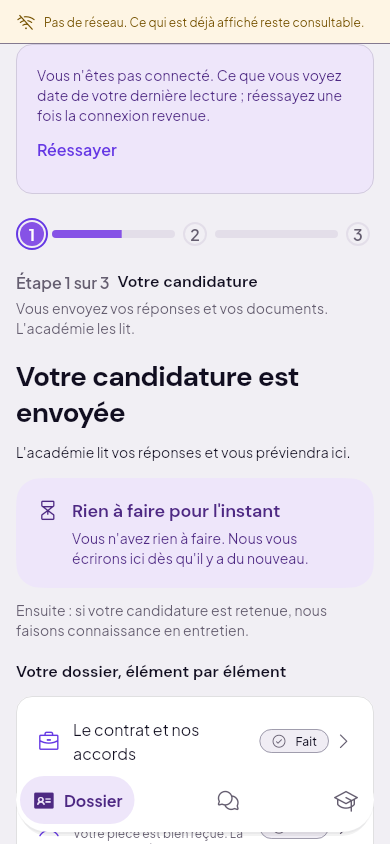 Pas de réseau. Ce qui est déjà affiché reste consultable.
Vous n'êtes pas connecté. Ce que vous voyez
date de votre dernière lecture ; réessayez une
fois la connexion revenue.
Réessayer
1
2
3
Étape 1 sur 3 Votre candidature
Vous envoyez vos réponses et vos documents.
L'académie les lit.
Votre candidature est
envoyée
L'académie lit vos réponses et vous préviendra ici.
Rien à faire pour l'instant
Vous n'avez rien à faire. Nous vous
écrirons ici dès qu'il y a du nouveau.
Ensuite : si votre candidature est retenue, nous
faisons connaissance en entretien.
Votre dossier, élément par élément
Le contrat et nos
accords
Fait
Dossier
Votre pièce est bien reçue. La